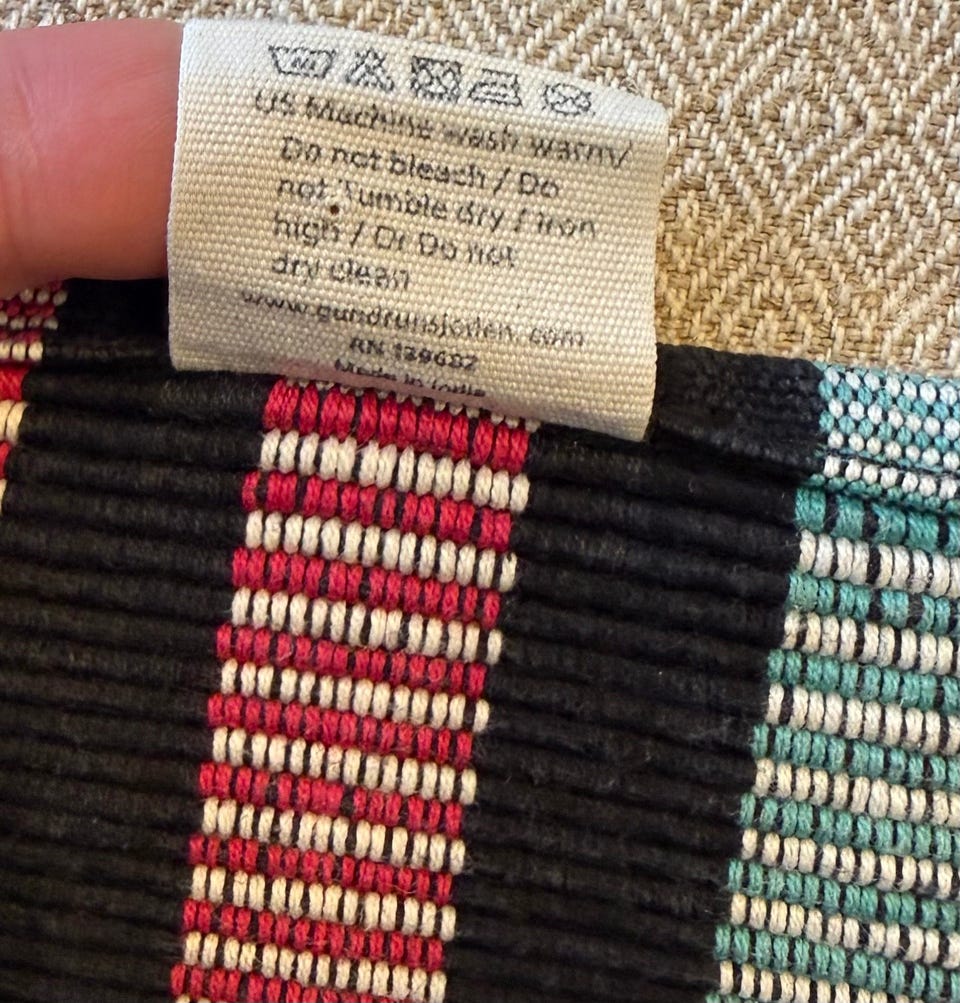 US Machine wash warm/
Do not bleach / Do
not Tumble dry / Iron
high / Or Do not
dry clean
www.gundrunsjoden.com
RN 139682
Made in India